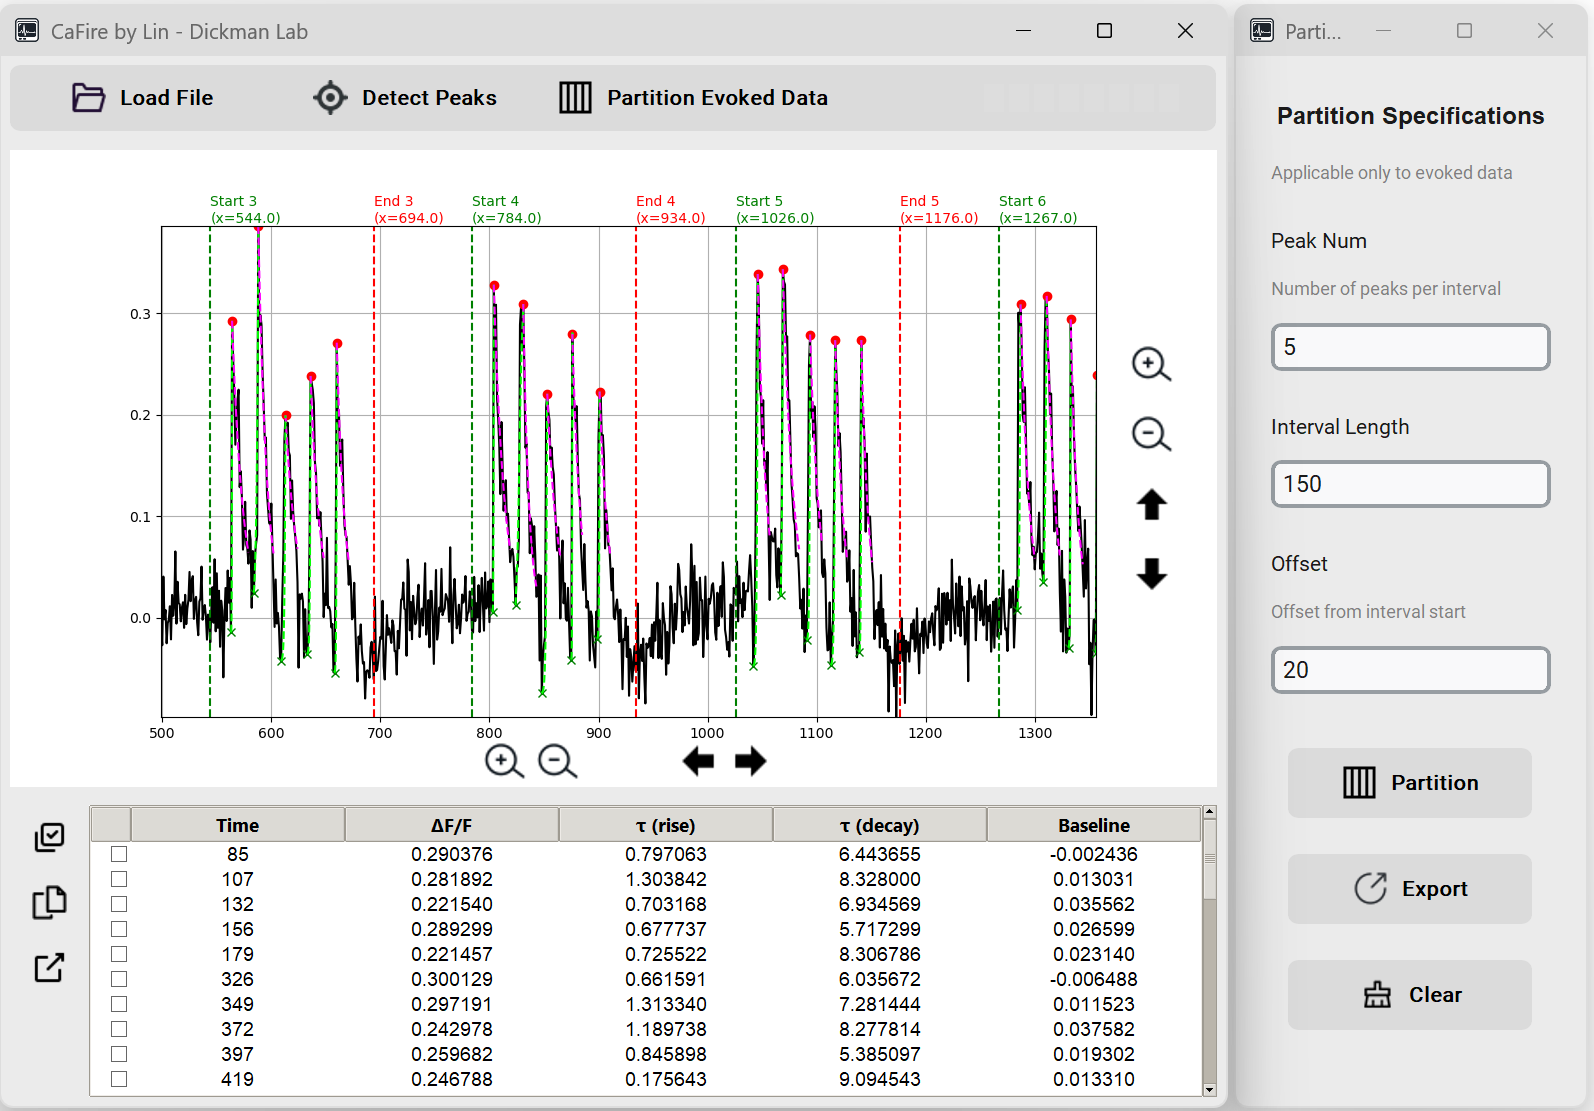 CaFire by Lin - Dickman Lab
Load File
Detect Peaks
Partition Evoked Data
Start 3
(x=544.0)
End 3
(x=694.0)
Start 4
(x=784.0)
End 4
(x=934.0)
Start 5
(x=1026.0)
End 5
(x=1176.0)
Start 6
(x=1267.0)
0.3
0.2
0.1
0.0
500 600 700 800 900 1000 1100 1200 1300
Time ΔF/F τ (rise) τ (decay) Baseline
85 0.290376 0.797063 6.443655 -0.002436
107 0.281892 1.303842 8.328000 0.013031
132 0.221540 0.703168 6.934569 0.035562
156 0.289299 0.677737 5.717299 0.026599
179 0.221457 0.725522 8.306786 0.023140
326 0.300129 0.661591 6.035672 -0.006488
349 0.297191 1.313340 7.281444 0.011523
372 0.242978 1.189738 8.277814 0.037582
397 0.259682 0.845898 5.385097 0.019302
419 0.246788 0.175643 9.094543 0.013310
Parti...
Partition Specifications
Applicable only to evoked data
Peak Num
Number of peaks per interval
5
Interval Length
150
Offset
Offset from interval start
20
Partition
Export
Clear